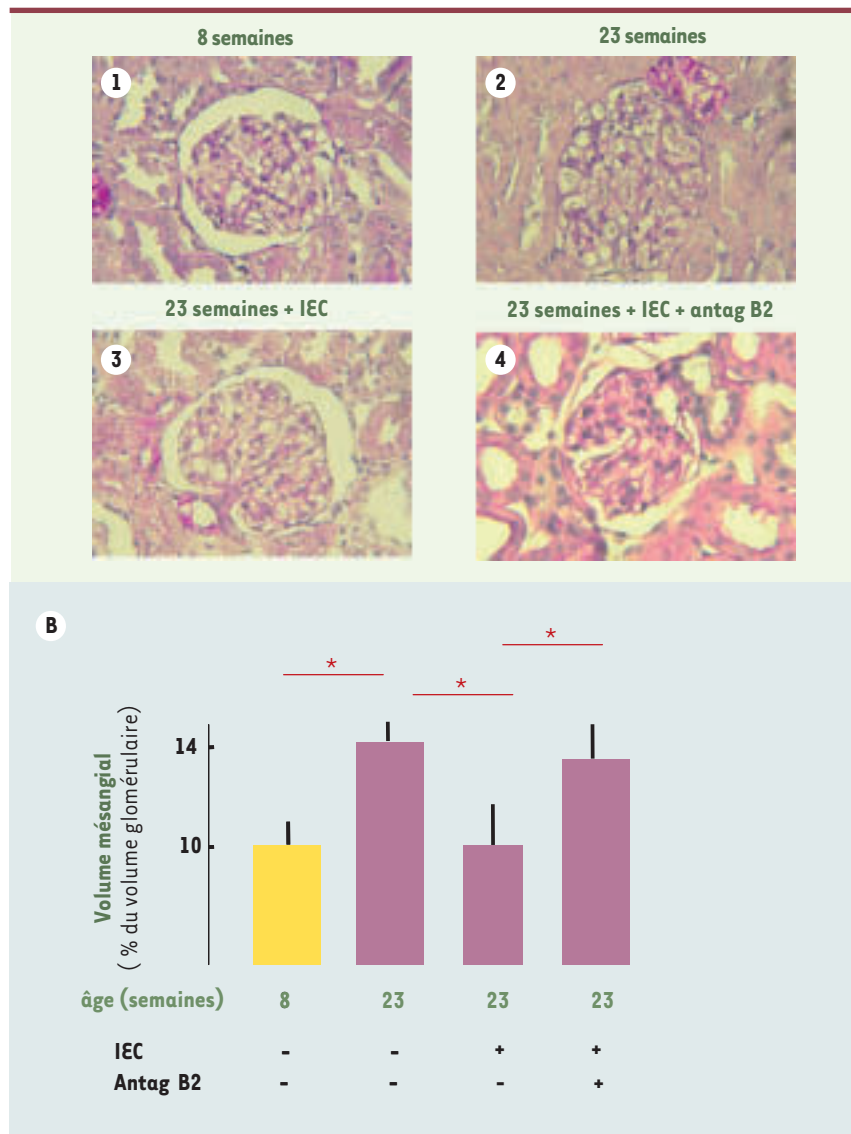 8 semaines
23 semaines
1
2
23 semaines + IEC
23 semaines + IEC + antag B2
3
4
B
*
*
*
Volume mésangial
( % du volume glomérulaire)
14
10
âge (semaines) 8 23 23 23
IEC - - + +
Antag B2 - - - +